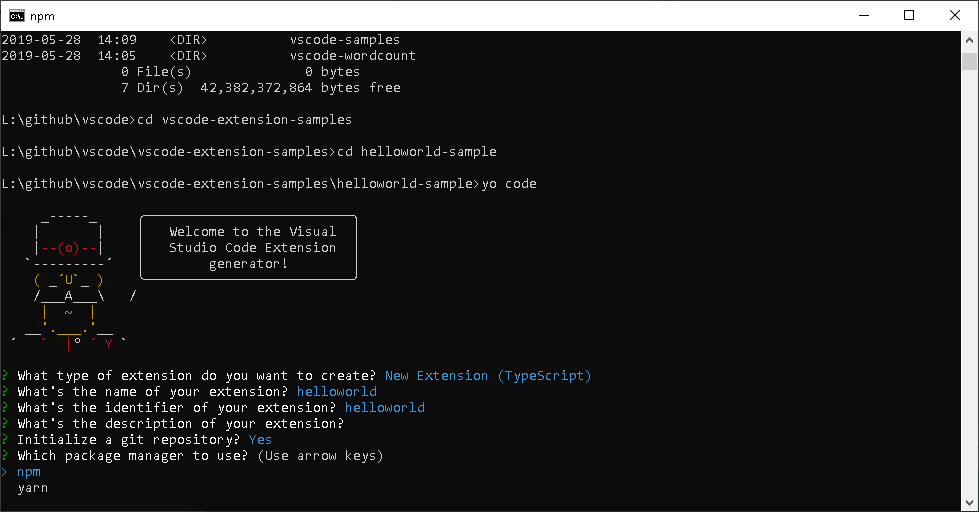 npm
2019-05-28  14:09    <DIR>          vscode-samples
2019-05-28  14:05    <DIR>          vscode-wordcount
               0 File(s)              0 bytes
               7 Dir(s)  42,382,372,864 bytes free
L:\github\vscode>cd vscode-extension-samples
L:\github\vscode\vscode-extension-samples>cd helloworld-sample
L:\github\vscode\vscode-extension-samples\helloworld-sample>yo code
Welcome to the Visual
Studio Code Extension
generator!
? What type of extension do you want to create? New Extension (TypeScript)
? What's the name of your extension? helloworld
? What's the identifier of your extension? helloworld
? What's the description of your extension?
? Initialize a git repository? Yes
? Which package manager to use? (Use arrow keys)
> npm
  yarn